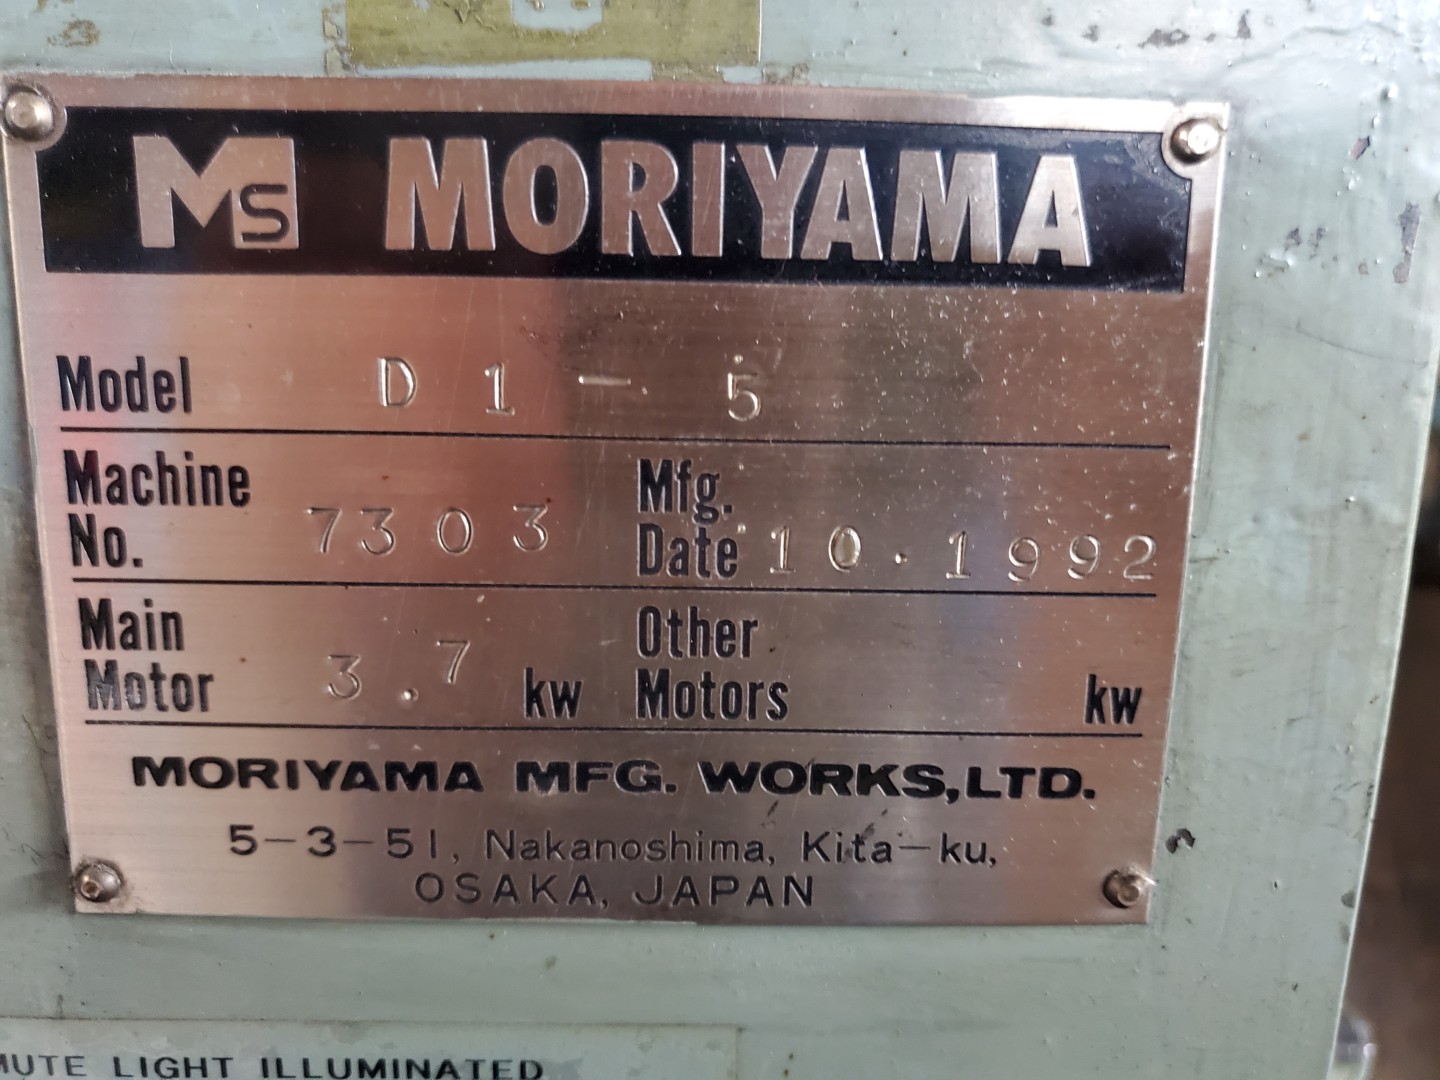 Ms MORIYAMA
Model D1-5
Machine No. 7303 Mfg. Date 10.1992
Main Motor 3.7 kw Other Motors kw
MORIYAMA MFG. WORKS,LTD.
5-3-51, Nakanoshima, Kita-ku,
OSAKA, JAPAN
MUTE LIGHT ILLUMINATED